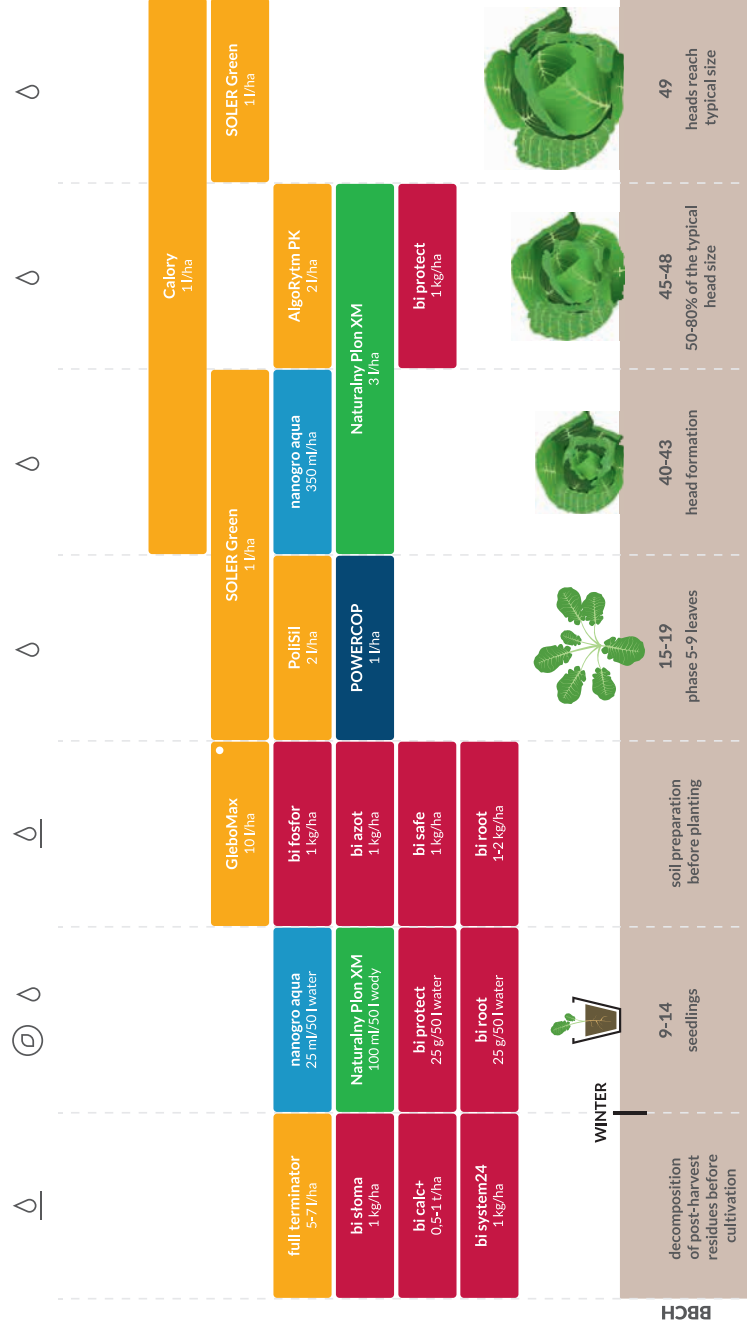 Calory
1 l/ha
SOLER Green
1 l/ha
SOLER Green
1 l/ha
GleboMax
10 l/ha
full terminator
5-7 l/ha
nanogro aqua
25 ml/50 l water
bi fosfor
1 kg/ha
PoliSil
2 l/ha
nanogro aqua
350 ml/ha
AlgoRytm PK
2 l/ha
bi słoma
1 kg/ha
Naturalny Plon XM
100 ml/50 l wody
bi azot
1 kg/ha
POWERCOP
1 l/ha
Naturalny Plon XM
3 l/ha
bi calc+
0,5-1 t/ha
bi protect
25 g/50 l water
bi safe
1 kg/ha
bi protect
1 kg/ha
bi system24
1 kg/ha
bi root
25 g/50 l water
bi root
1-2 kg/ha
WINTER
BBCH
decomposition
of post-harvest
residues before
cultivation
9-14
seedlings
soil preparation
before planting
15-19
phase 5-9 leaves
40-43
head formation
45-48
50-80% of the typical
head size
49
heads reach
typical size